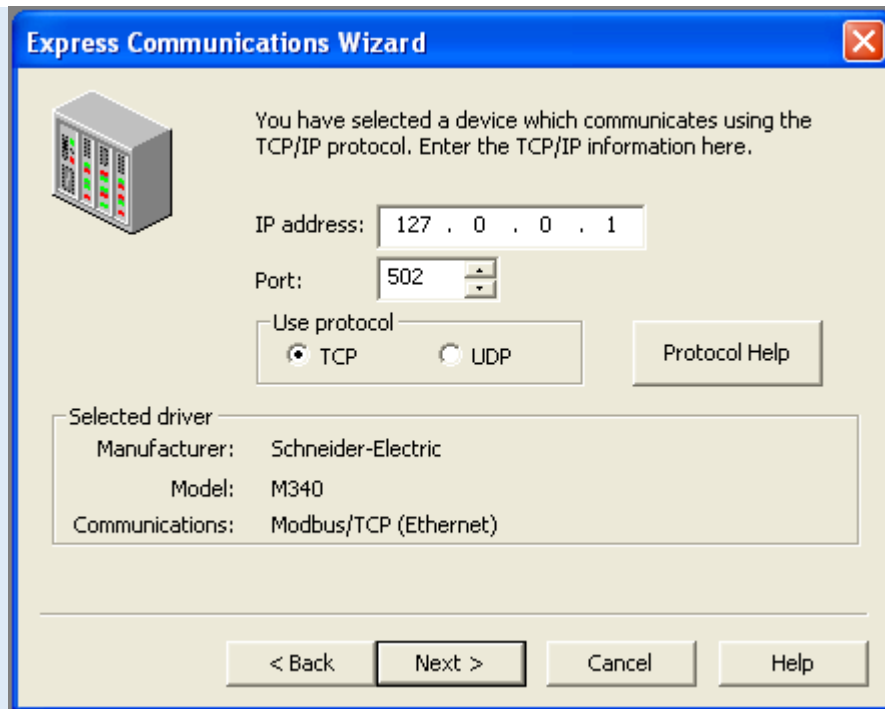 Express Communications Wizard
You have selected a device which communicates using the
TCP/IP protocol. Enter the TCP/IP information here.
IP address: 127 . 0 . 0 . 1
Port: 502
Use protocol
TCP UDP
Protocol Help
Selected driver
Manufacturer: Schneider-Electric
Model: M340
Communications: Modbus/TCP (Ethernet)
< Back Next > Cancel Help